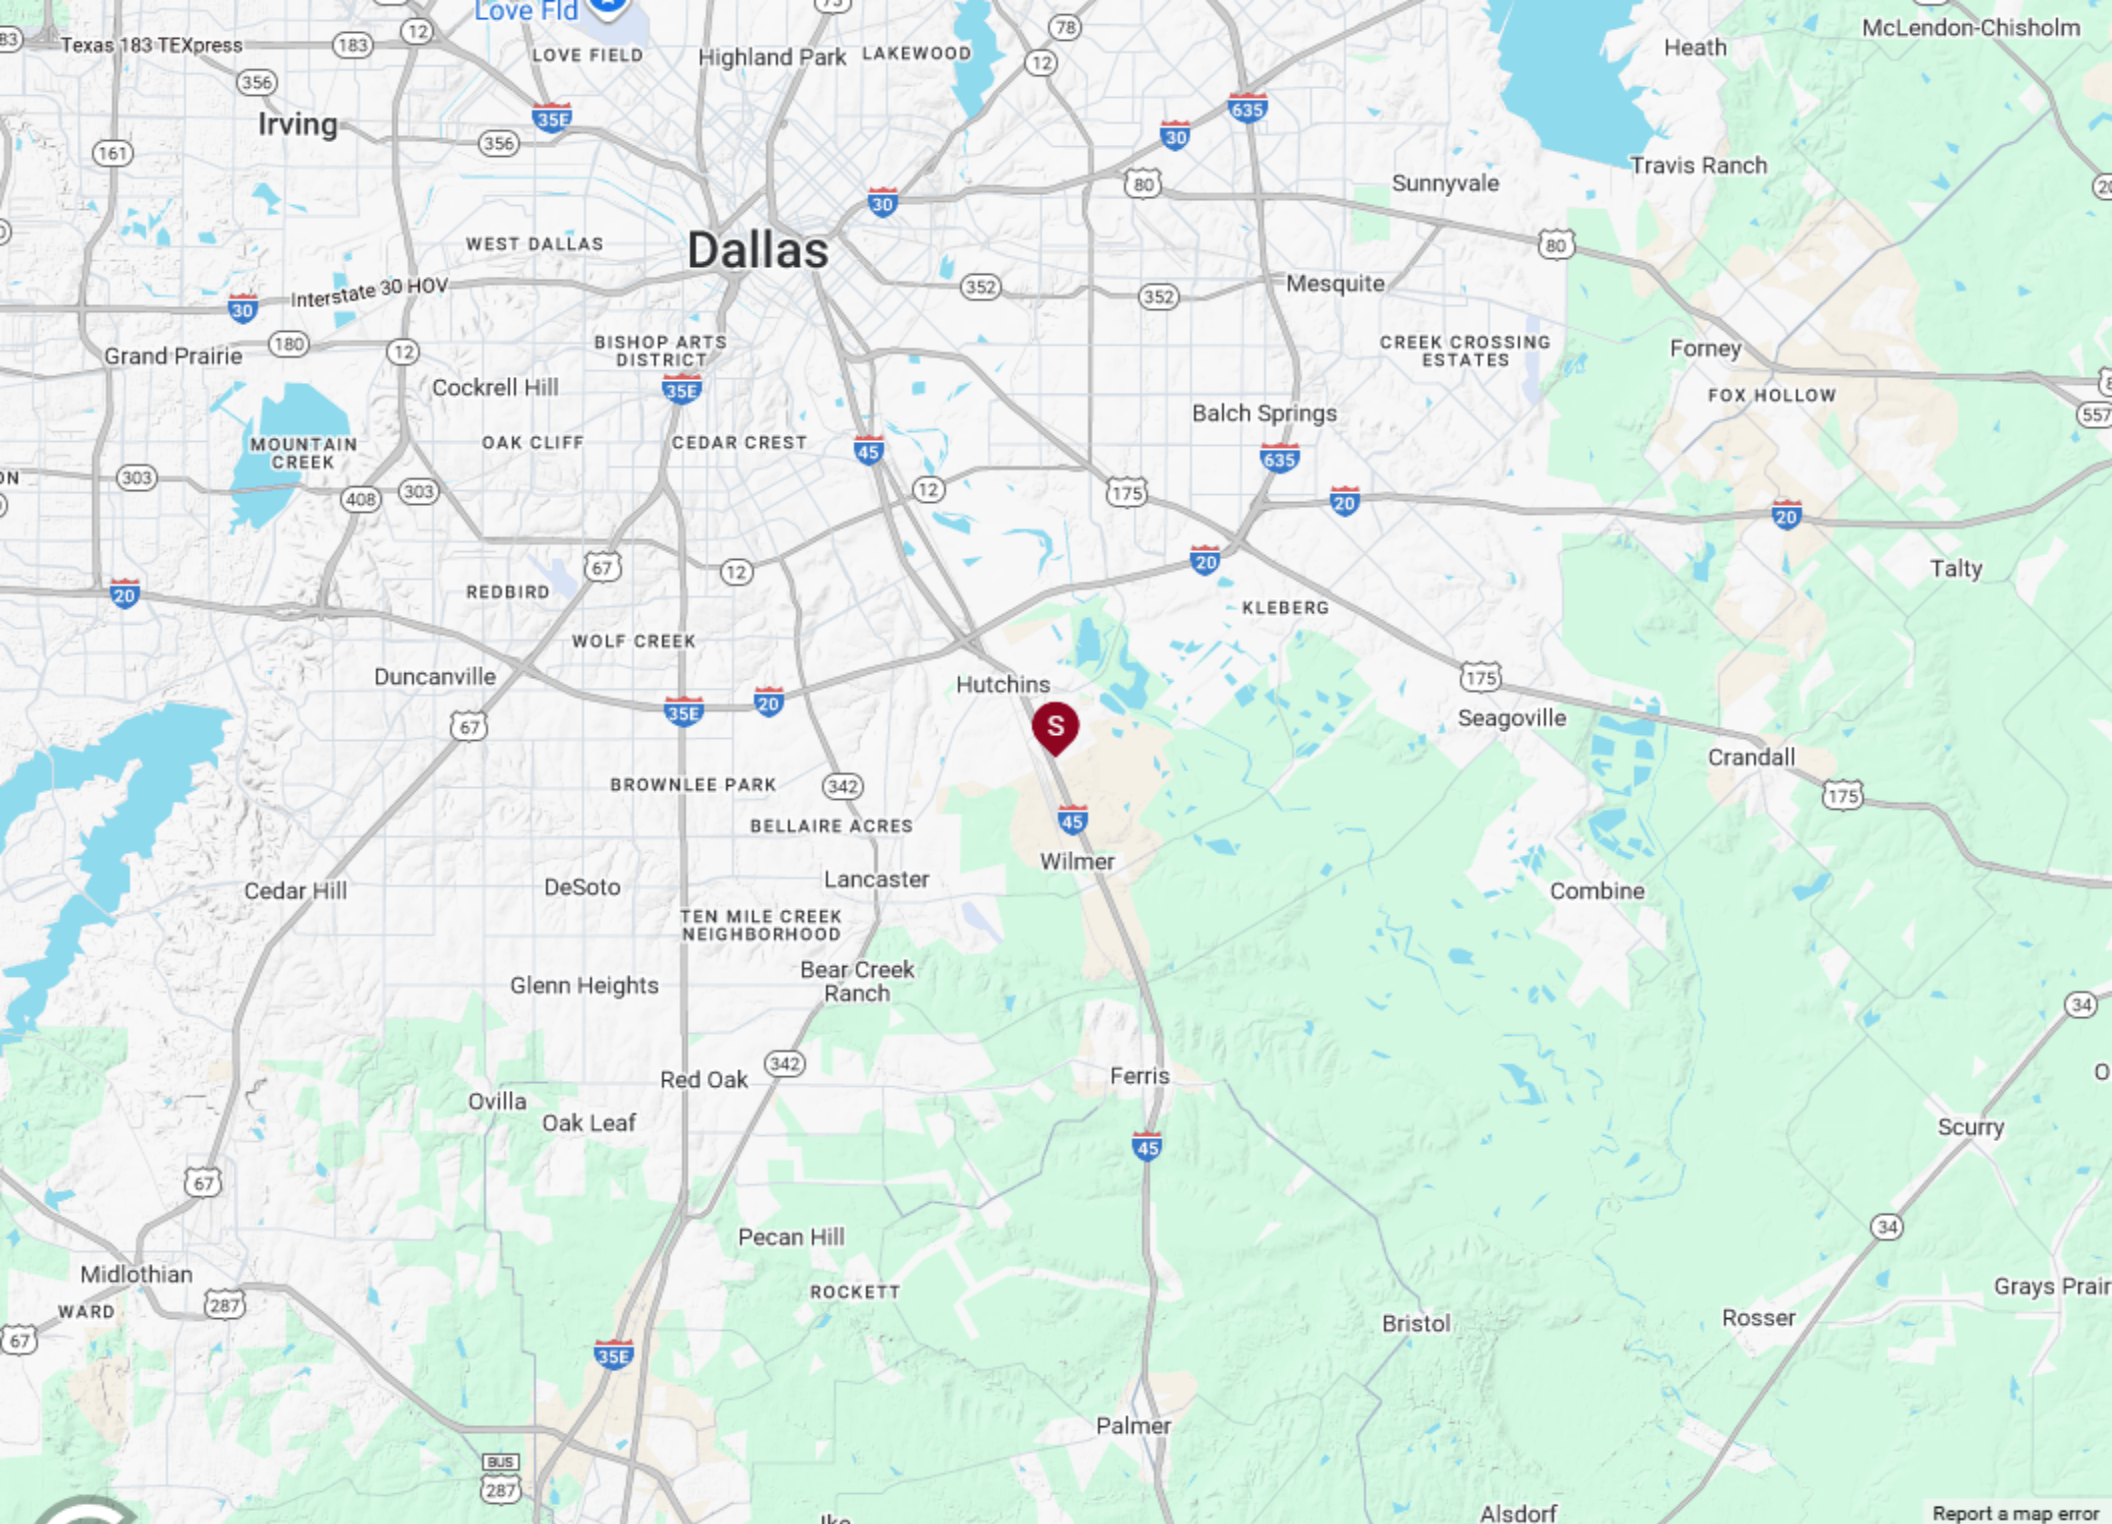 Love Fld
75
McLendon-Chisholm
83
Texas 183 TEXpress
183
12
LOVE FIELD
Highland Park
LAKEWOOD
78
Heath
12
356
35E
635
Irving
356
30
161
80
Sunnyvale
Travis Ranch
30
WEST DALLAS
Dallas
80
Interstate 30 HOV
352
352
Mesquite
30
180
Grand Prairie
12
BISHOP ARTS
DISTRICT
CREEK CROSSING
ESTATES
Forney
Cockrell Hill
35E
FOX HOLLOW
557
Balch Springs
MOUNTAIN
CREEK
OAK CLIFF
CEDAR CREST
45
635
303
408
303
12
175
20
20
67
12
20
Talty
20
REDBIRD
KLEBERG
WOLF CREEK
Duncanville
Hutchins
175
35E
20
67
S
Seagoville
Crandall
BROWNLEE PARK
342
175
BELLAIRE ACRES
45
Wilmer
Cedar Hill
DeSoto
Lancaster
Combine
TEN MILE CREEK
NEIGHBORHOOD
Glenn Heights
Bear Creek
Ranch
34
Red Oak
342
Ferris
Ovilla
Oak Leaf
45
Scurry
67
34
Pecan Hill
Midlothian
ROCKETT
Grays Prair
287
WARD
67
Bristol
Rosser
35E
Palmer
BUS
287
Alsdorf
Report a map error